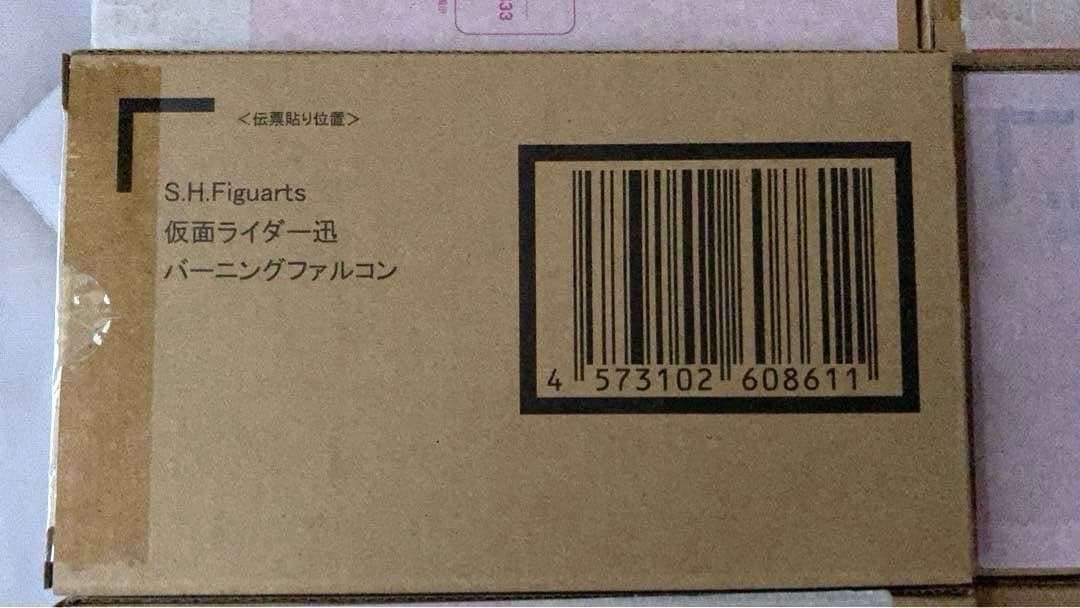 33
<伝票貼り位置>
S.H.Figuarts
仮面ライダー迅
バーニングファルコン
4 573102 608611